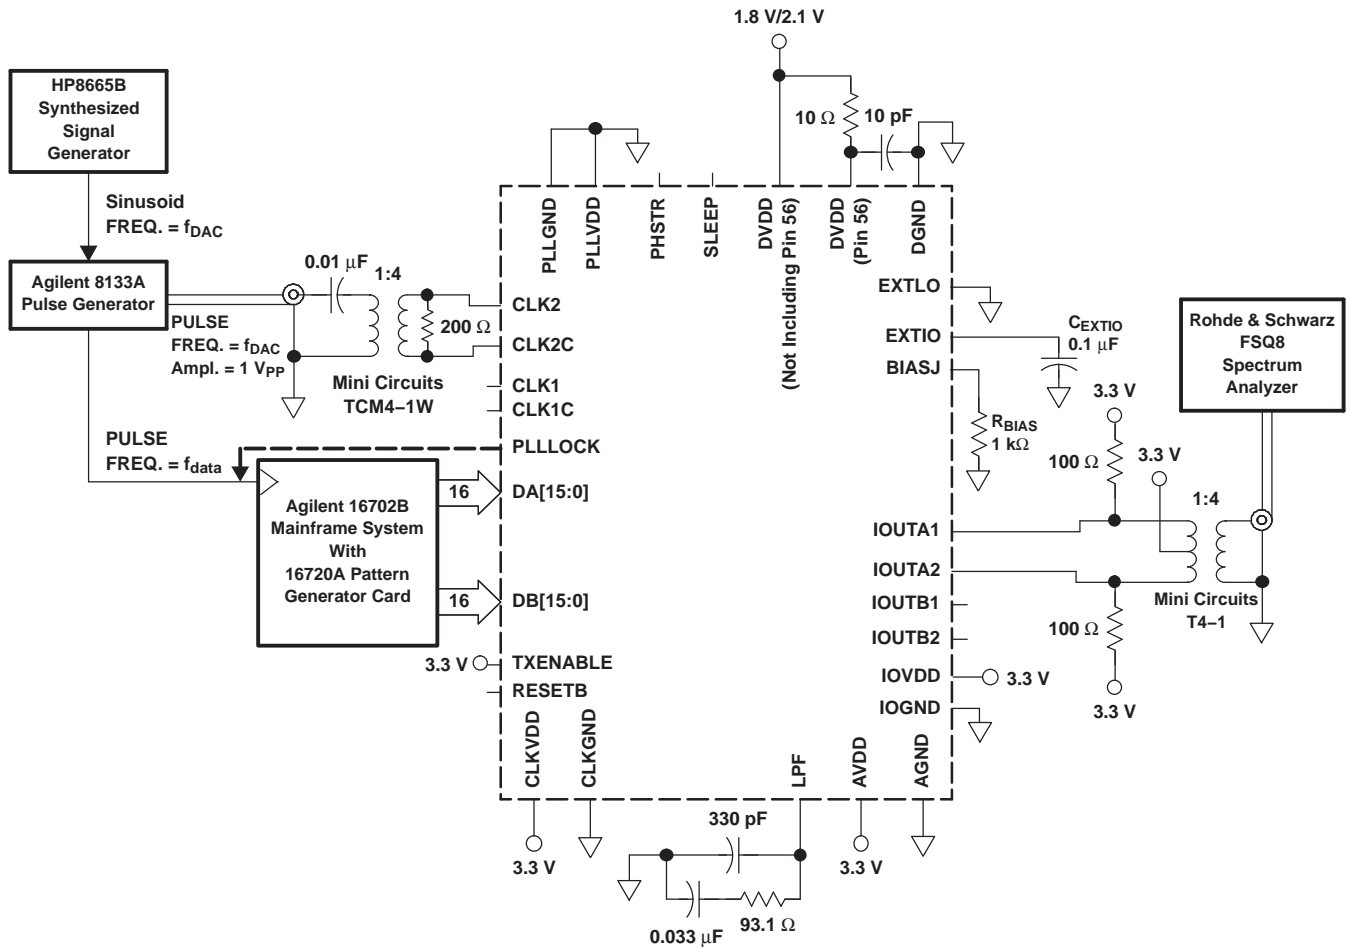 1.8 V/2.1 V
HP8665B
Synthesized
Signal
Generator
10 Ω
10 pF
Sinusoid
FREQ. = fDAC
PLLGND
PLLVDD
PHSTR
SLEEP
DVDD
(Not Including Pin 56)
DVDD
(Pin 56)
DGND
Agilent 8133A
Pulse Generator
0.01 μF
1:4
200 Ω
PULSE
FREQ. = fDAC
Ampl. = 1 VPP
Mini Circuits
TCM4–1W
CLK2
CLK2C
CLK1
CLK1C
PLLLOCK
PULSE
FREQ. = fdata
Agilent 16702B
Mainframe System
With
16720A Pattern
Generator Card
16
DA[15:0]
16
DB[15:0]
3.3 V
TXENABLE
RESETB
CLKVDD
CLKGND
LPF
AVDD
AGND
EXTLO
EXTIO
BIASJ
CEXTIO
0.1 μF
RBIAS
1 kΩ
Rohde & Schwarz
FSQ8
Spectrum
Analyzer
3.3 V
100 Ω
3.3 V
1:4
IOUTA1
IOUTA2
IOUTB1
IOUTB2
Mini Circuits
T4–1
100 Ω
3.3 V
IOVDD
3.3 V
IOGND
3.3 V
330 pF
3.3 V
0.033 μF
93.1 Ω